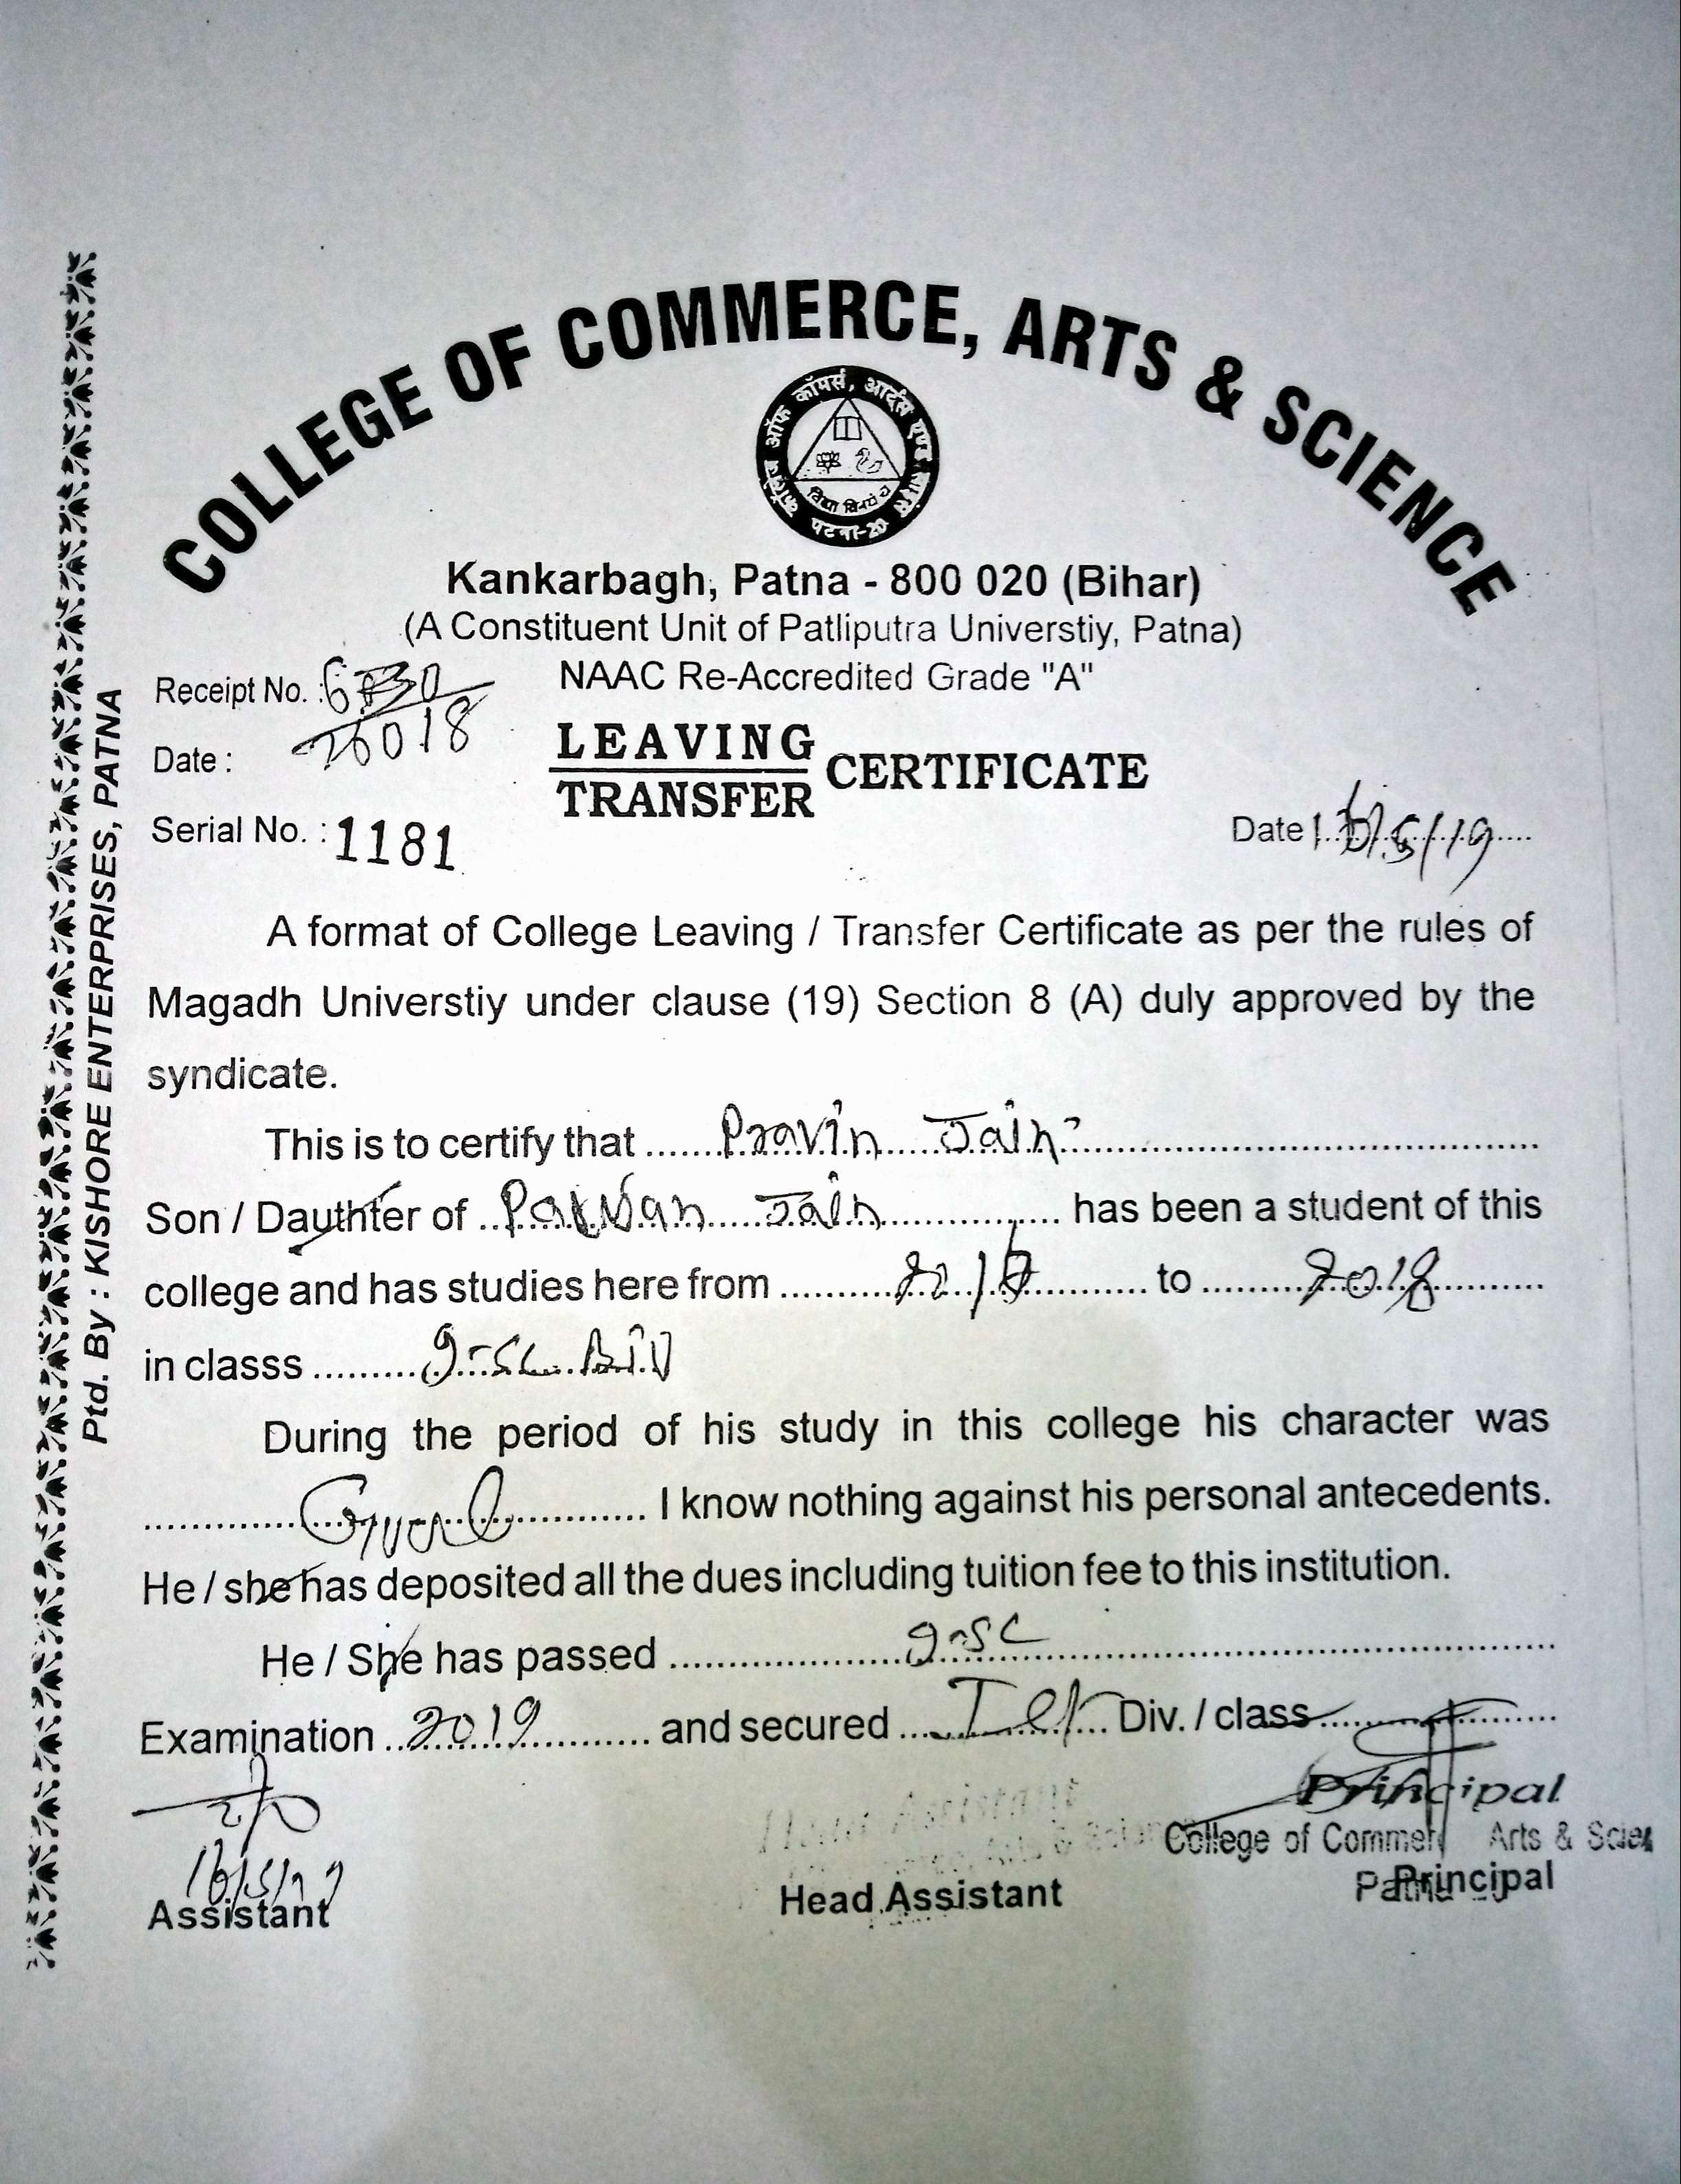 COLLEGE OF COMMERCE, ARTS & SCIENCE
कॉलेज ऑफ कॉमर्स, आर्ट्स एण्ड
पटना-20
Kankarbagh, Patna - 800 020 (Bihar)
(A Constituent Unit of Patliputra Universtiy, Patna)
NAAC Re-Accredited Grade "A"
Receipt No. :
Date :
LEAVING
TRANSFER CERTIFICATE
Serial No. : 1181
Date
A format of College Leaving / Transfer Certificate as per the rules of
Magadh Universtiy under clause (19) Section 8 (A) duly approved by the
syndicate.
This is to certify that ....... Pravin Jain ..............................
Son / Dauthter of .. Jain .................. has been a student of this
college and has studies here from .......... to .......... 2018 ..........
in classs .........
During the period of his study in this college his character was
............... Good ............... I know nothing against his personal antecedents.
He / she has deposited all the dues including tuition fee to this institution.
He / She has passed .................... I.sc ..............................
Examination .. 2019 ............ and secured .... Div. / class ....................
Principal
College of Commer Arts & Scie
Assistant
Head Assistant
Principal
Ptd. By : KISHORE ENTERPRISES, PATNA